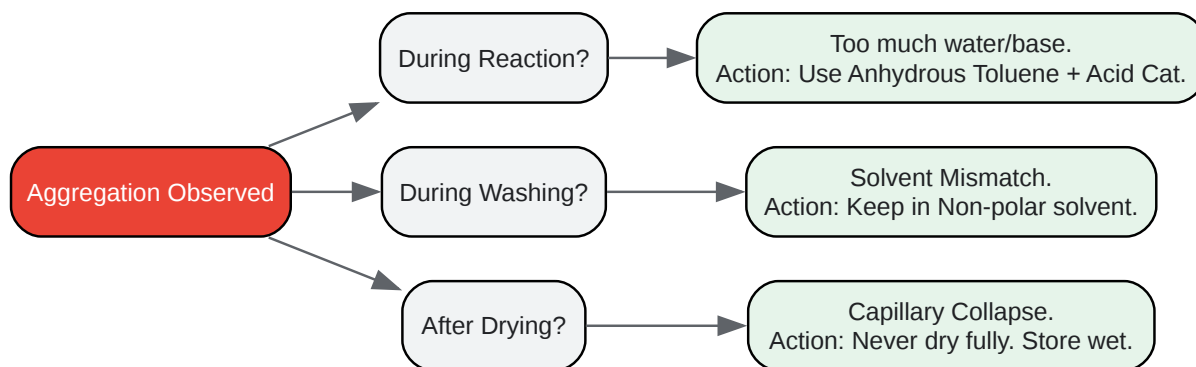 Aggregation Observed
During Reaction?
Too much water/base.
Action: Use Anhydrous Toluene + Acid Cat.
During Washing?
Solvent Mismatch.
Action: Keep in Non-polar solvent.
After Drying?
Capillary Collapse.
Action: Never dry fully. Store wet.